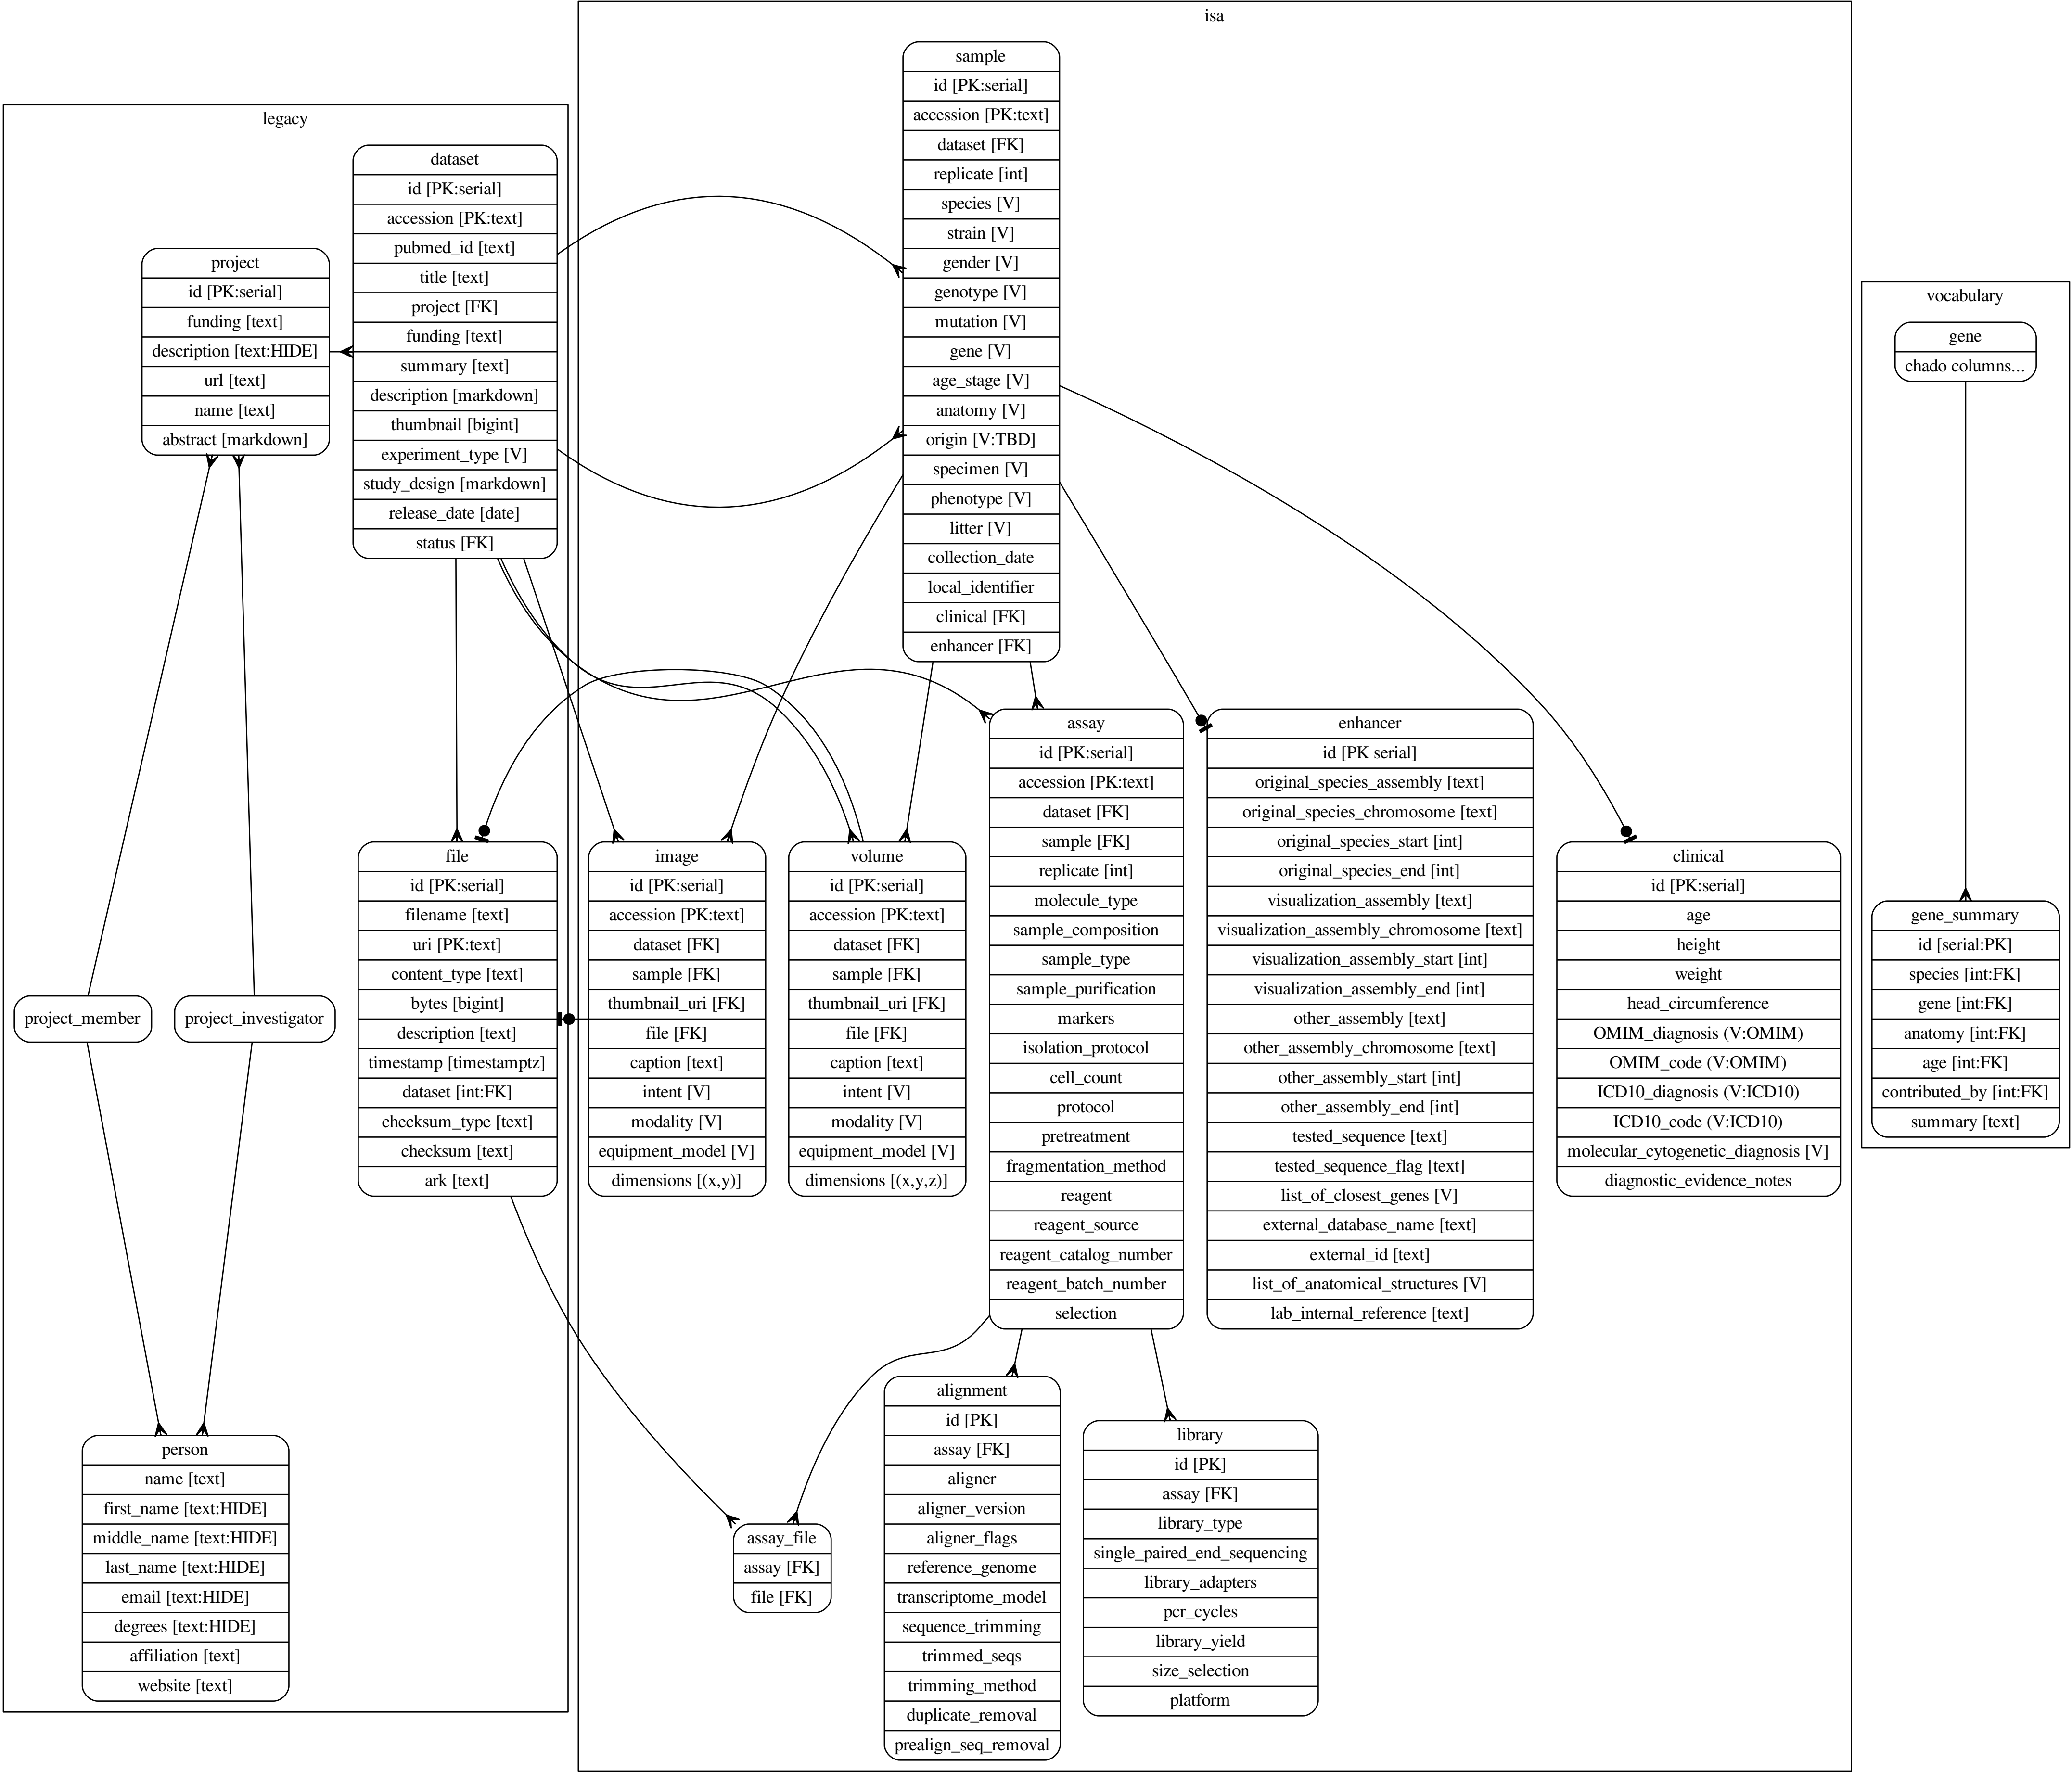 legacy
project
id [PK:serial]
funding [text]
description [text:HIDE]
url [text]
name [text]
abstract [markdown]
dataset
id [PK:serial]
accession [PK:text]
pubmed_id [text]
title [text]
project [FK]
funding [text]
summary [text]
description [markdown]
thumbnail [bigint]
experiment_type [V]
study_design [markdown]
release_date [date]
status [FK]
project_member
project_investigator
file
id [PK:serial]
filename [text]
uri [PK:text]
content_type [text]
bytes [bigint]
description [text]
timestamp [timestamptz]
dataset [int:FK]
checksum_type [text]
checksum [text]
ark [text]
person
name [text]
first_name [text:HIDE]
middle_name [text:HIDE]
last_name [text:HIDE]
email [text:HIDE]
degrees [text:HIDE]
affiliation [text]
website [text]
isa
sample
id [PK:serial]
accession [PK:text]
dataset [FK]
replicate [int]
species [V]
strain [V]
gender [V]
genotype [V]
mutation [V]
gene [V]
age_stage [V]
anatomy [V]
origin [V:TBD]
specimen [V]
phenotype [V]
litter [V]
collection_date
local_identifier
clinical [FK]
enhancer [FK]
image
id [PK:serial]
accession [PK:text]
dataset [FK]
sample [FK]
thumbnail_uri [FK]
file [FK]
caption [text]
intent [V]
modality [V]
equipment_model [V]
dimensions [(x,y)]
volume
id [PK:serial]
accession [PK:text]
dataset [FK]
sample [FK]
thumbnail_uri [FK]
file [FK]
caption [text]
intent [V]
modality [V]
equipment_model [V]
dimensions [(x,y,z)]
assay
id [PK:serial]
accession [PK:text]
dataset [FK]
sample [FK]
replicate [int]
molecule_type
sample_composition
sample_type
sample_purification
markers
isolation_protocol
cell_count
protocol
pretreatment
fragmentation_method
reagent
reagent_source
reagent_catalog_number
reagent_batch_number
selection
enhancer
id [PK serial]
original_species_assembly [text]
original_species_chromosome [text]
original_species_start [int]
original_species_end [int]
visualization_assembly [text]
visualization_assembly_chromosome [text]
visualization_assembly_start [int]
visualization_assembly_end [int]
other_assembly [text]
other_assembly_chromosome [text]
other_assembly_start [int]
other_assembly_end [int]
tested_sequence [text]
tested_sequence_flag [text]
list_of_closest_genes [V]
external_database_name [text]
external_id [text]
list_of_anatomical_structures [V]
lab_internal_reference [text]
clinical
id [PK:serial]
age
height
weight
head_circumference
OMIM_diagnosis (V:OMIM)
OMIM_code (V:OMIM)
ICD10_diagnosis (V:ICD10)
ICD10_code (V:ICD10)
molecular_cytogenetic_diagnosis [V]
diagnostic_evidence_notes
assay_file
assay [FK]
file [FK]
alignment
id [PK]
assay [FK]
aligner
aligner_version
aligner_flags
reference_genome
transcriptome_model
sequence_trimming
trimmed_seqs
trimming_method
duplicate_removal
prealign_seq_removal
library
id [PK]
assay [FK]
library_type
single_paired_end_sequencing
library_adapters
pcr_cycles
library_yield
size_selection
platform
vocabulary
gene
chado columns...
gene_summary
id [serial:PK]
species [int:FK]
gene [int:FK]
anatomy [int:FK]
age [int:FK]
contributed_by [int:FK]
summary [text]